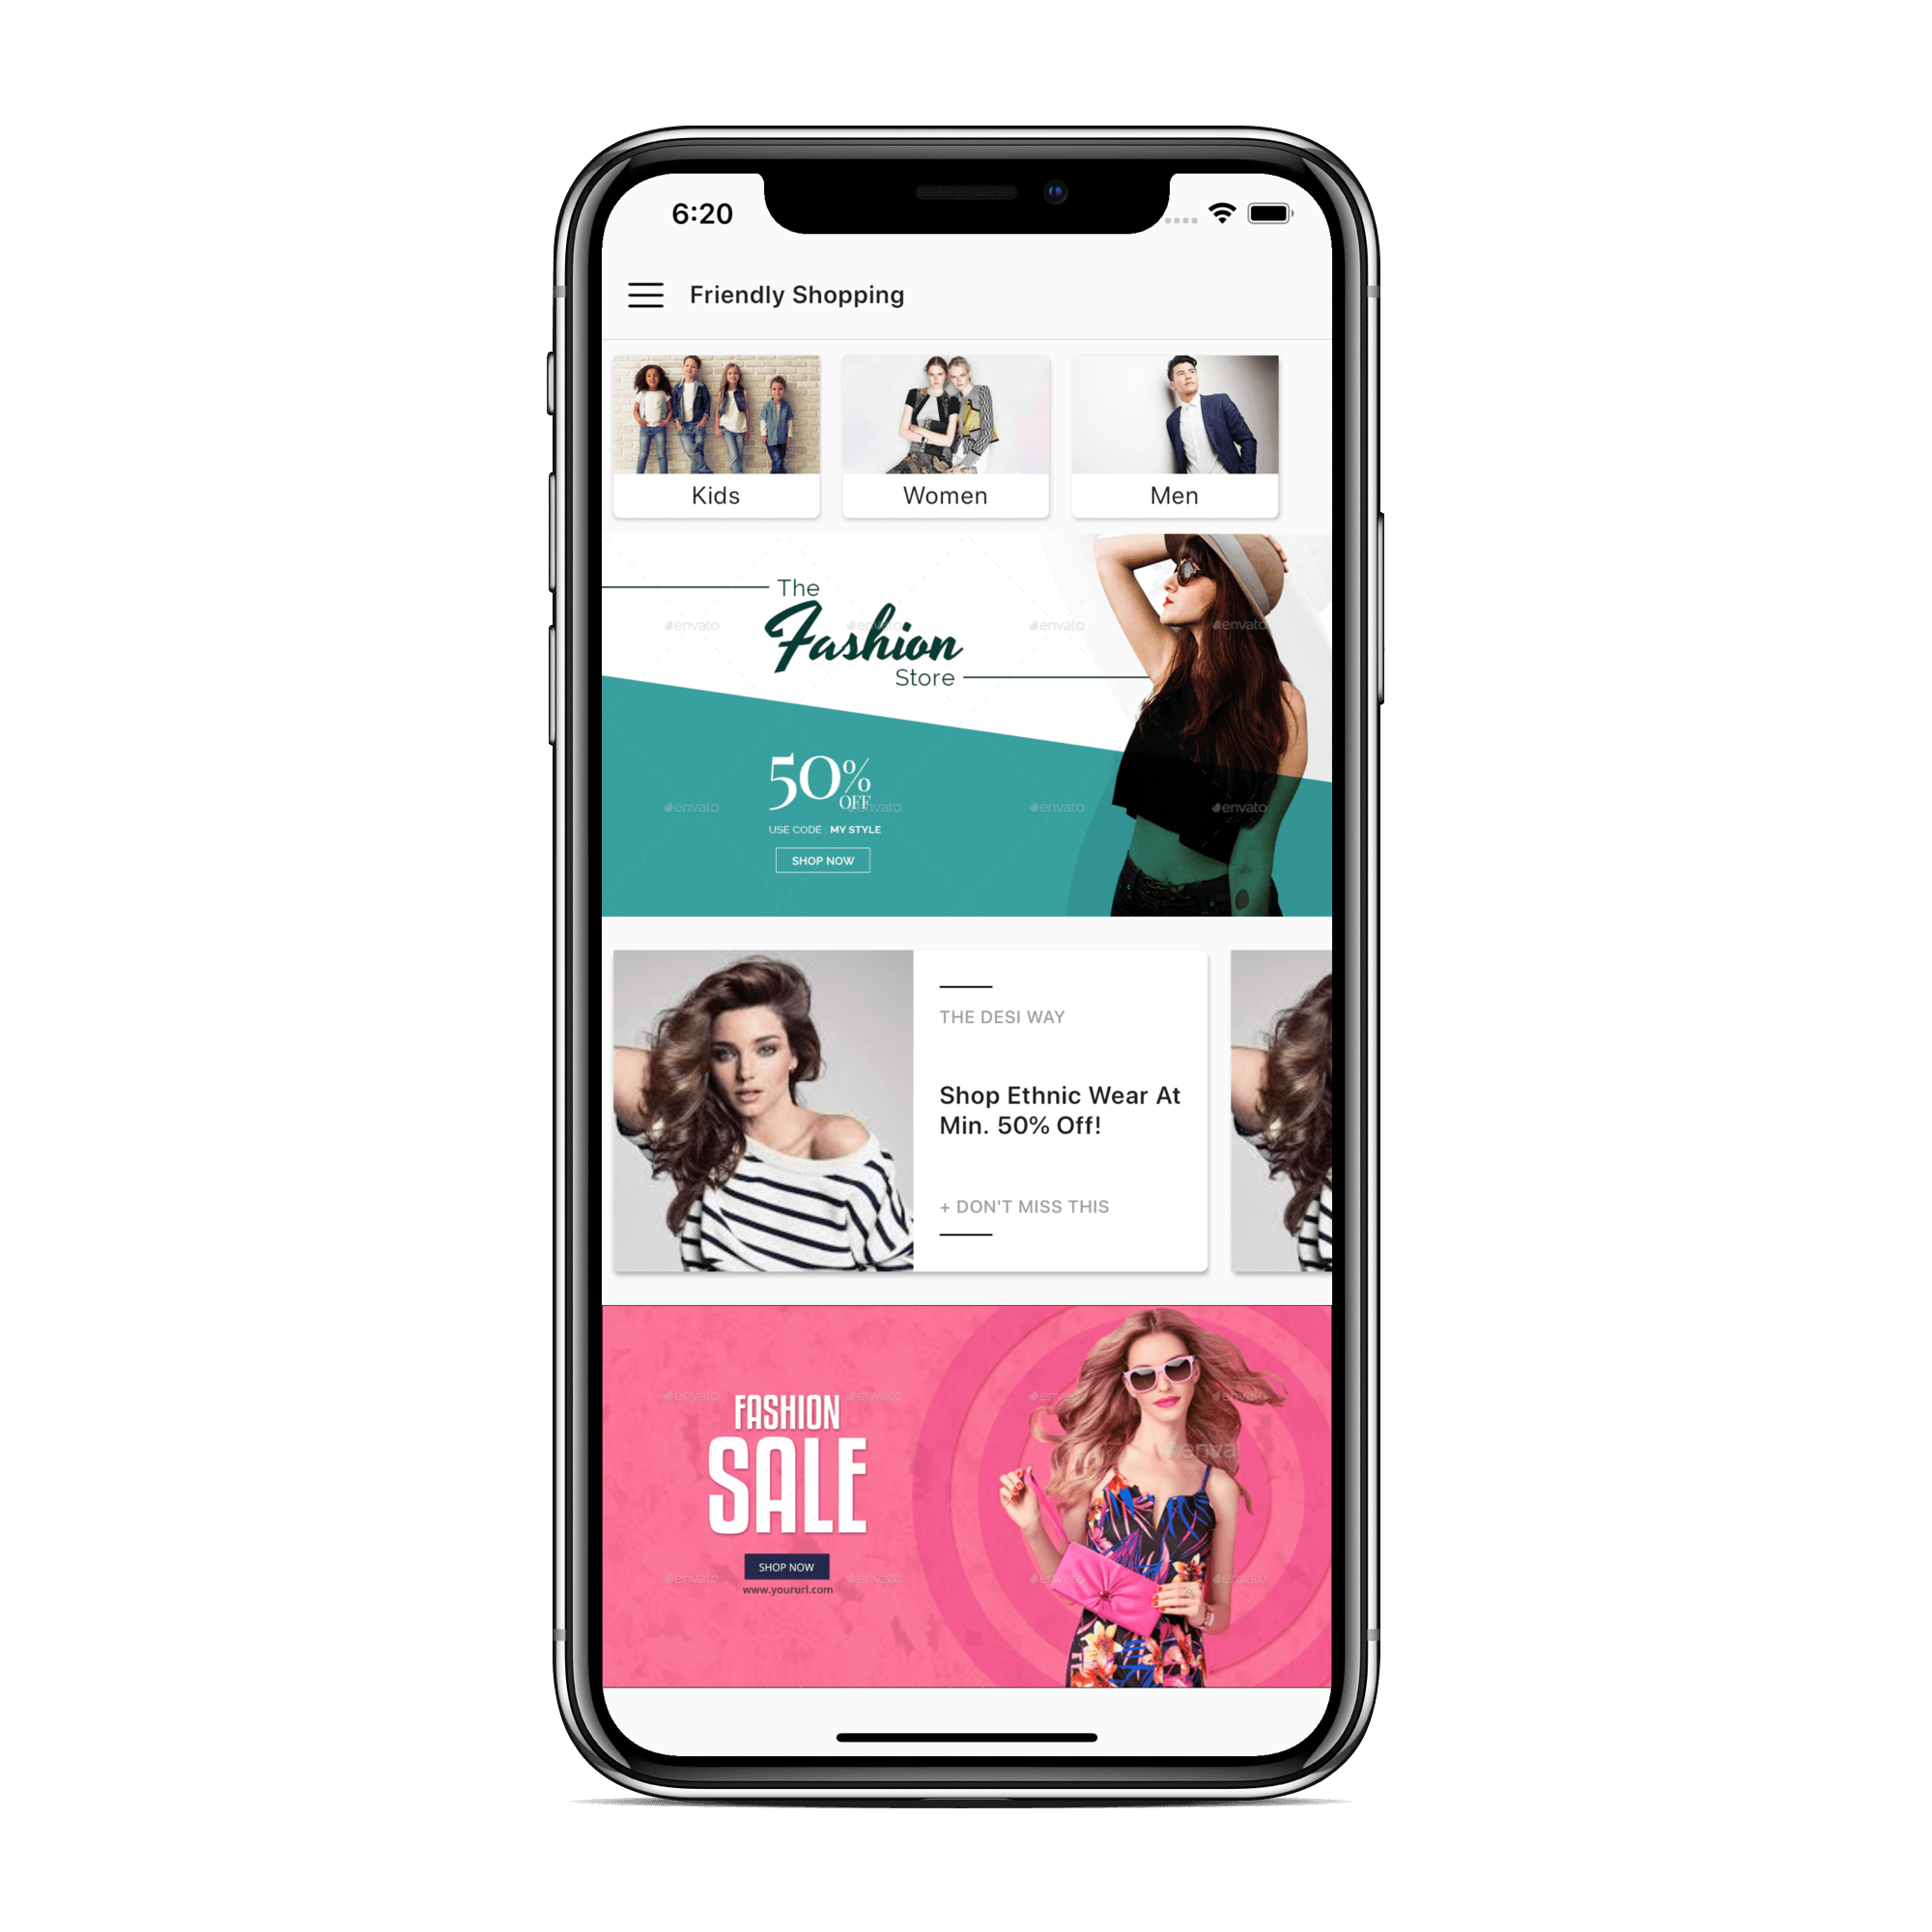 6:20
Friendly Shopping
Kids
Women
Men
The
Fashion
Store
envato envato envato envato
50%
OFF
envato envato envato envato
USE CODE : MY STYLE
SHOP NOW
THE DESI WAY
Shop Ethnic Wear At
Min. 50% Off!
+ DON'T MISS THIS
envato envato envato envato
FASHION
SALE
enva
SHOP NOW
envato envato envato envato
www.yoururl.com